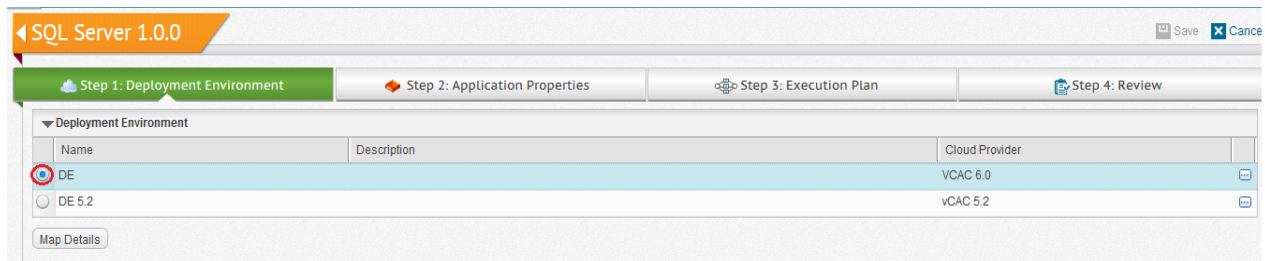 SQL Server 1.0.0
Save Cance
Step 1: Deployment Environment Step 2: Application Properties Step 3: Execution Plan Step 4: Review
Deployment Environment
Name Description Cloud Provider
DE VCAC 6.0
DE 5.2 vCAC 5.2
Map Details